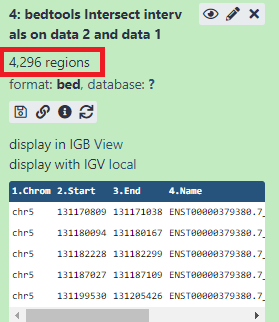 4: bedtools Intersect interv
als on data 2 and data 1
4,296 regions
format: bed, database: ?
display in IGB View
display with IGV local
1.Chrom 2.Start 3.End 4.Name
chr5 131170809 131171038 ENST00000379380.7_
chr5 131180094 131180167 ENST00000379380.7_
chr5 131182228 131182299 ENST00000379380.7_
chr5 131187027 131187109 ENST00000379380.7_
chr5 131199530 131205426 ENST00000379380.7_